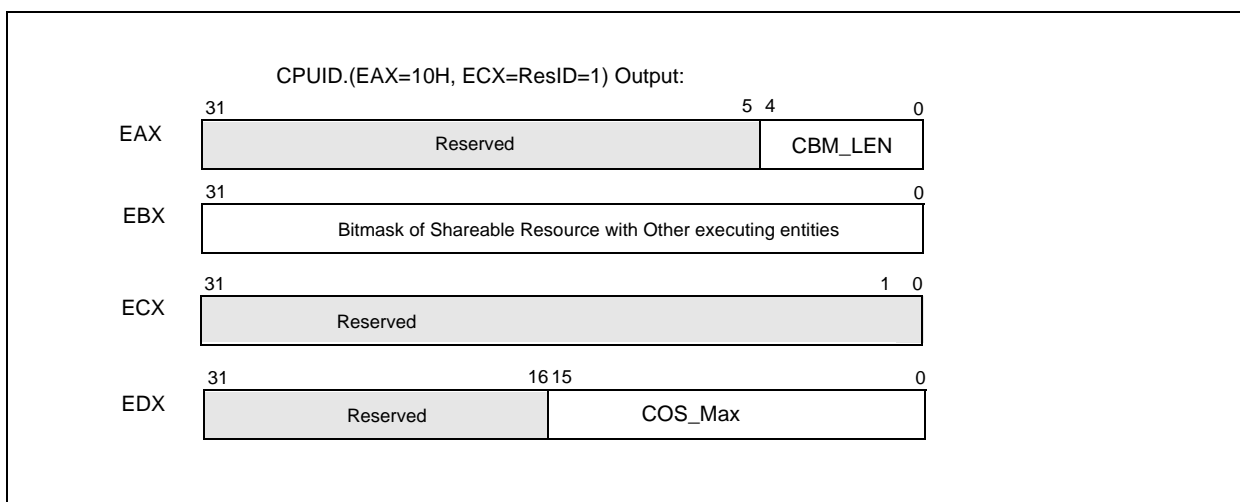 CPUID.(EAX=10H, ECX=ResID=1) Output:
31 5 4 0
EAX Reserved CBM_LEN
31 0
EBX Bitmask of Shareable Resource with Other executing entities
31 1 0
ECX Reserved
31 16 15 0
EDX Reserved COS_Max